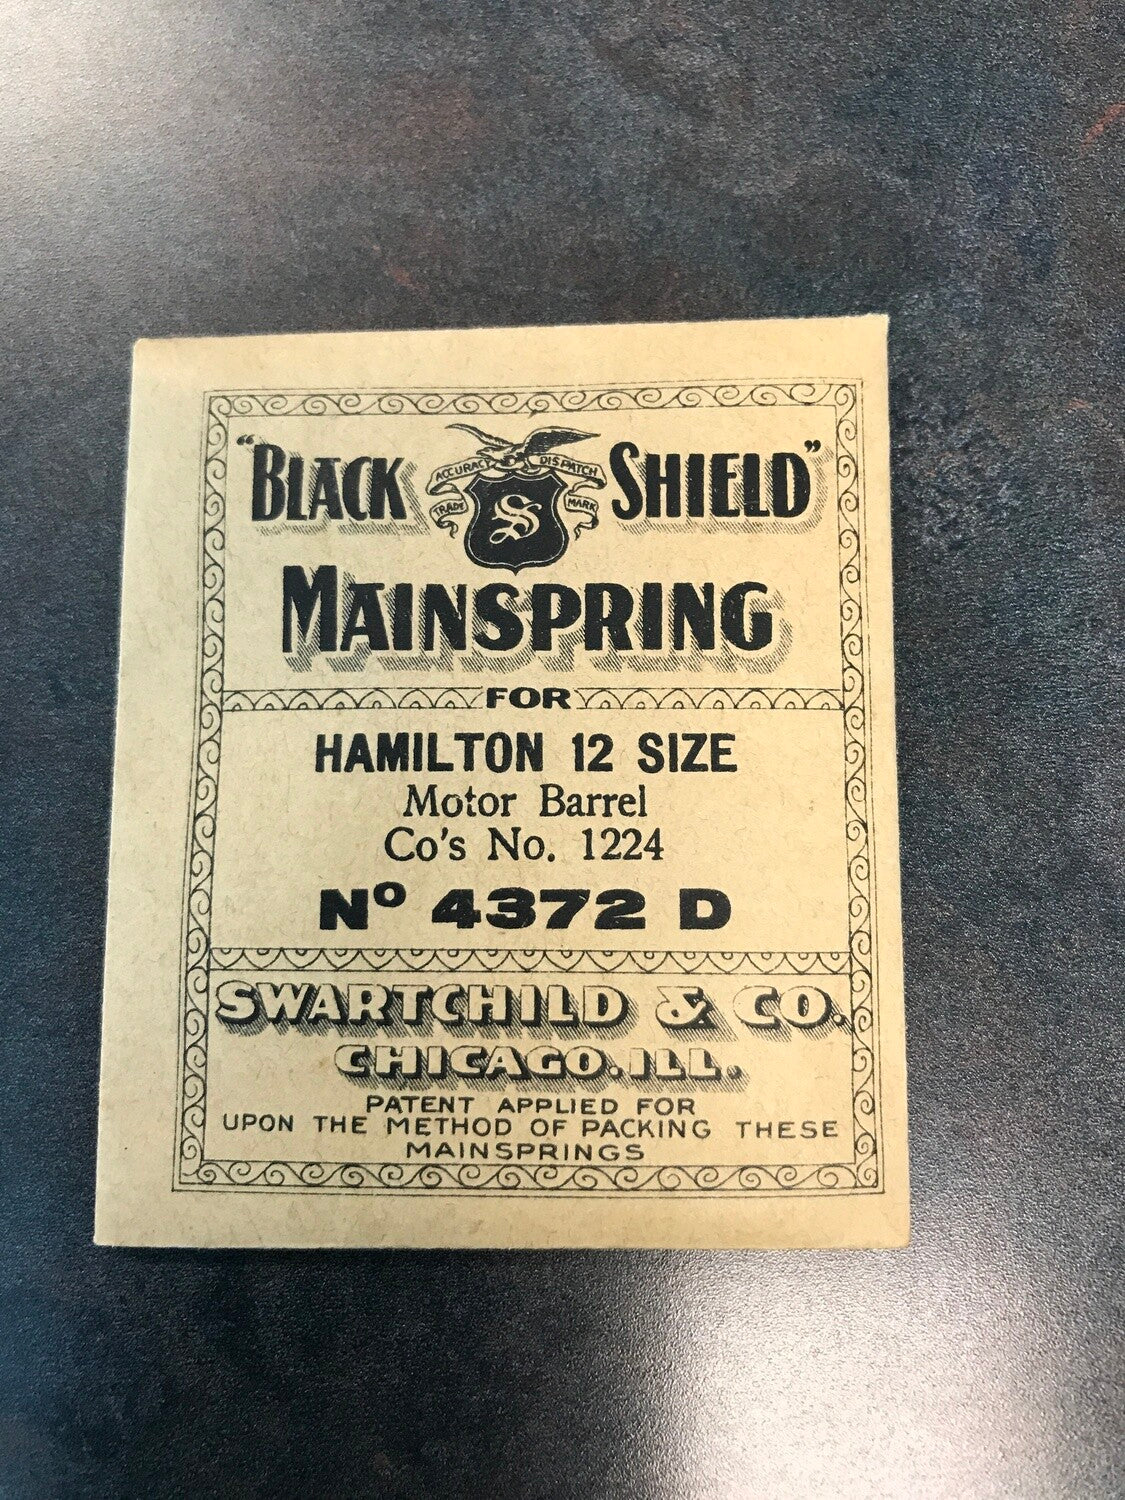 "BLACK SHIELD"
ACCURACY DISPATCH
TRADE MARK
S
MAINSPRING
FOR
HAMILTON 12 SIZE
Motor Barrel
Co's No. 1224
Nº 4372 D
SWARTCHILD & CO.
CHICAGO. ILL.
PATENT APPLIED FOR
UPON THE METHOD OF PACKING THESE
MAINSPRINGS